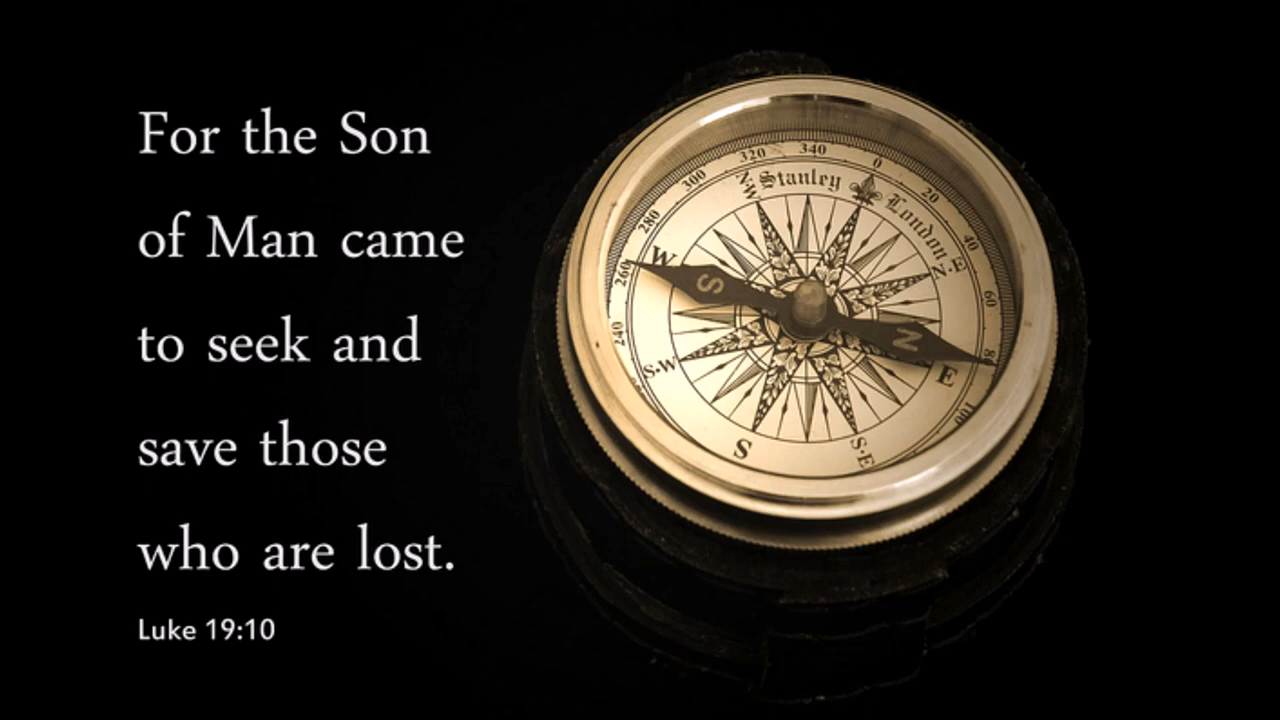 For the Son
of Man came
to seek and
save those
who are lost.
Luke 19:10
320 340 0 20 40 60 8
300 280 260 240
100
N·W Stanley London N·E
W E
S·W S S·E
S N